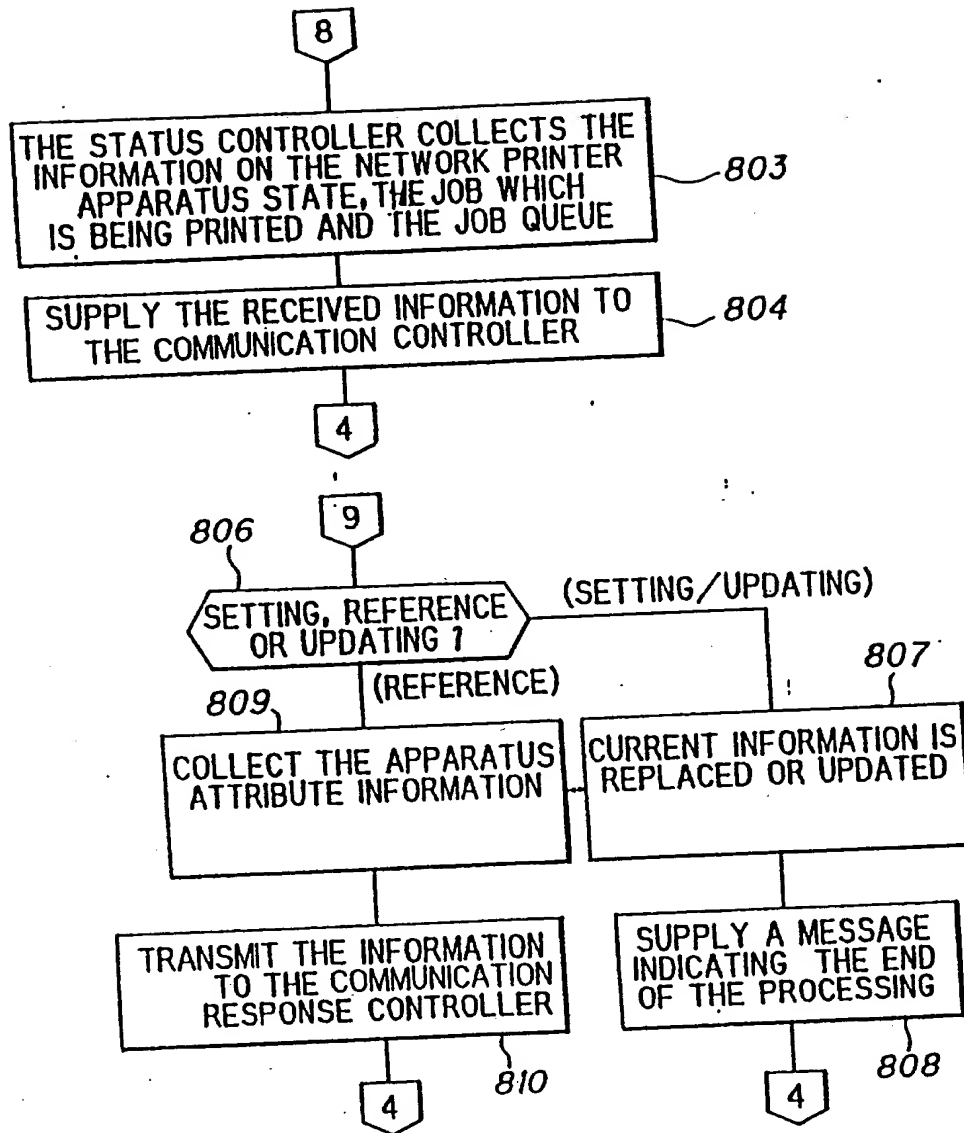 8
THE STATUS CONTROLLER COLLECTS THE
INFORMATION ON THE NETWORK PRINTER
APPARATUS STATE, THE JOB WHICH
IS BEING PRINTED AND THE JOB QUEUE
803
SUPPLY THE RECEIVED INFORMATION TO
THE COMMUNICATION CONTROLLER
804
4
9
806
SETTING, REFERENCE
OR UPDATING ?
(SETTING/UPDATING)
(REFERENCE)
809
COLLECT THE APPARATUS
ATTRIBUTE INFORMATION
807
CURRENT INFORMATION IS
REPLACED OR UPDATED
TRANSMIT THE INFORMATION
TO THE COMMUNICATION
RESPONSE CONTROLLER
810
4
SUPPLY A MESSAGE
INDICATING THE END
OF THE PROCESSING
808
4